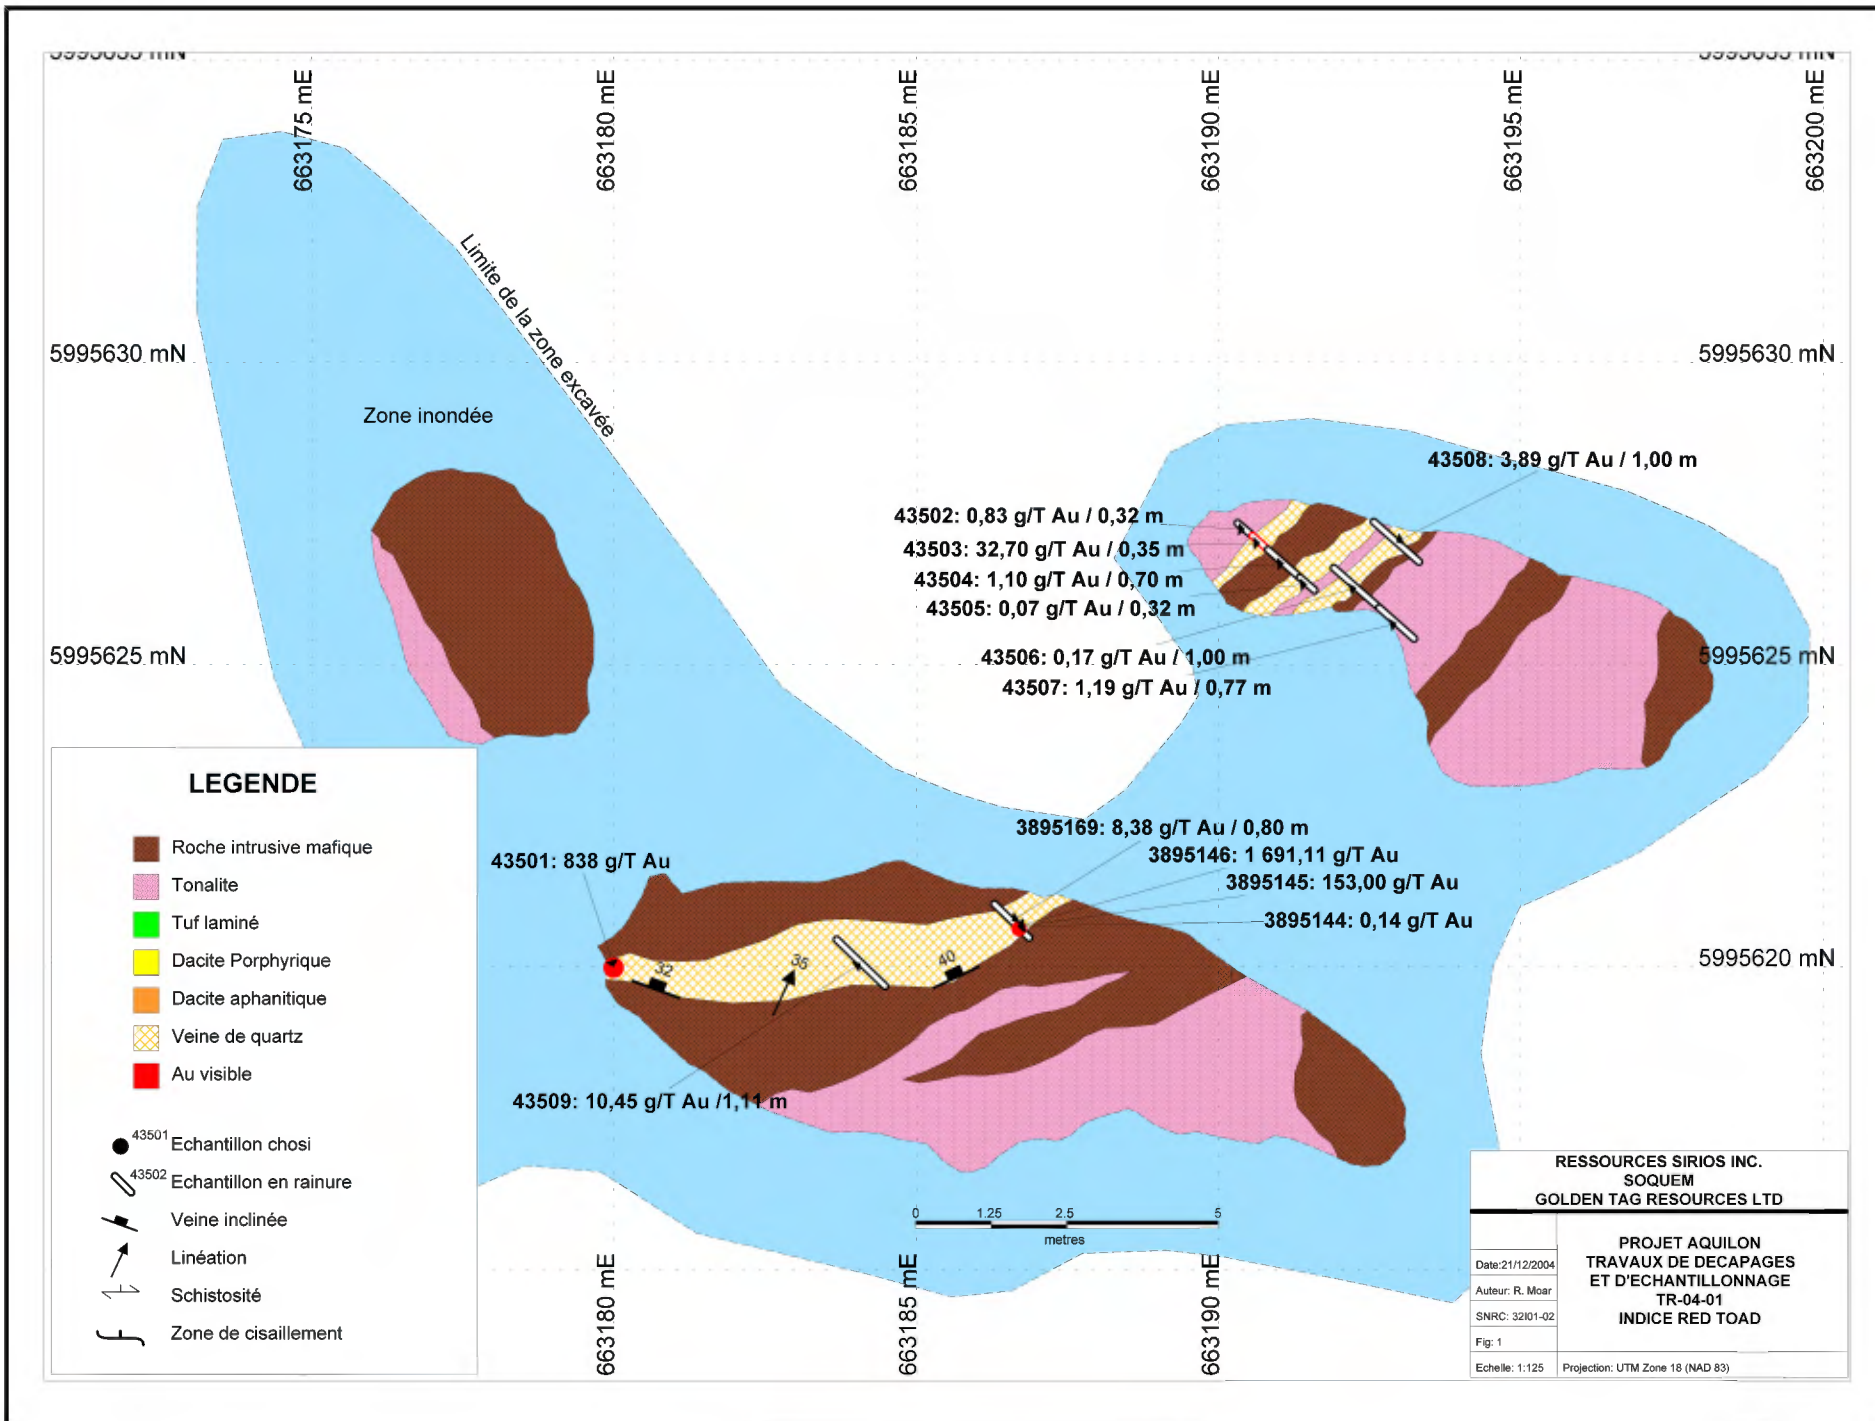 663175 mE
663180 mE
663185 mE
663190 mE
663195 mE
663200 mE
Limite de la zone excavée
5995630 mN
5995630 mN
Zone inondée
43508: 3,89 g/T Au / 1,00 m
43502: 0,83 g/T Au / 0,32 m
43503: 32,70 g/T Au / 0,35 m
43504: 1,10 g/T Au / 0,70 m
43505: 0,07 g/T Au / 0,32 m
5995625 mN
43506: 0,17 g/T Au / 1,00 m
5995625 mN
43507: 1,19 g/T Au / 0,77 m
LEGENDE
Roche intrusive mafique
Tonalite
Tuf laminé
Dacite Porphyrique
Dacite aphanitique
Veine de quartz
Au visible
43501 Echantillon chosi
43502 Echantillon en rainure
Veine inclinée
Linéation
Schistosité
Zone de cisaillement
3895169: 8,38 g/T Au / 0,80 m
43501: 838 g/T Au
3895146: 1 691,11 g/T Au
3895145: 153,00 g/T Au
3895144: 0,14 g/T Au
32
35
40
5995620 mN
43509: 10,45 g/T Au /1,11 m
0 1.25 2.5 5
metres
663180 mE
663185 mE
663190 mE
RESSOURCES SIRIOS INC.
SOQUEM
GOLDEN TAG RESOURCES LTD
PROJET AQUILON
TRAVAUX DE DECAPAGES
ET D'ECHANTILLONNAGE
TR-04-01
INDICE RED TOAD
Date:21/12/2004
Auteur: R. Moar
SNRC: 32I01-02
Fig: 1
Echelle: 1:125
Projection: UTM Zone 18 (NAD 83)